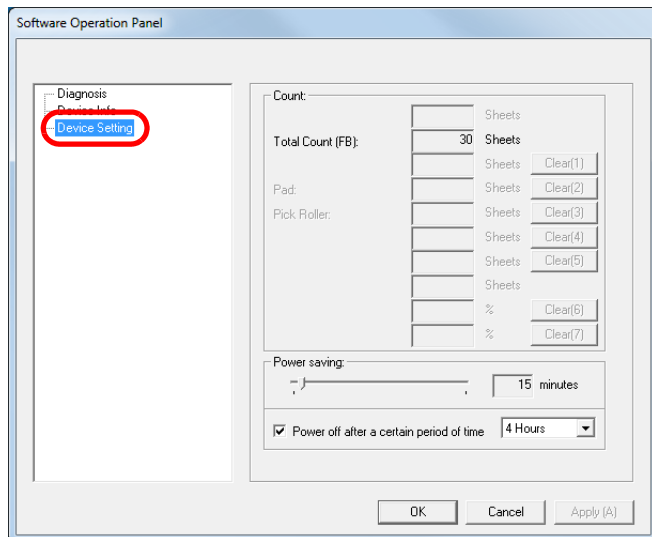 Software Operation Panel
Diagnosis
Device Info
Device Setting
Count:
Sheets
Total Count (FB): 30 Sheets
Sheets Clear(1)
Pad: Sheets Clear(2)
Pick Roller: Sheets Clear(3)
Sheets Clear(4)
Sheets Clear(5)
Sheets
% Clear(6)
% Clear(7)
Power saving:
15 minutes
Power off after a certain period of time 4 Hours
OK Cancel Apply (A)